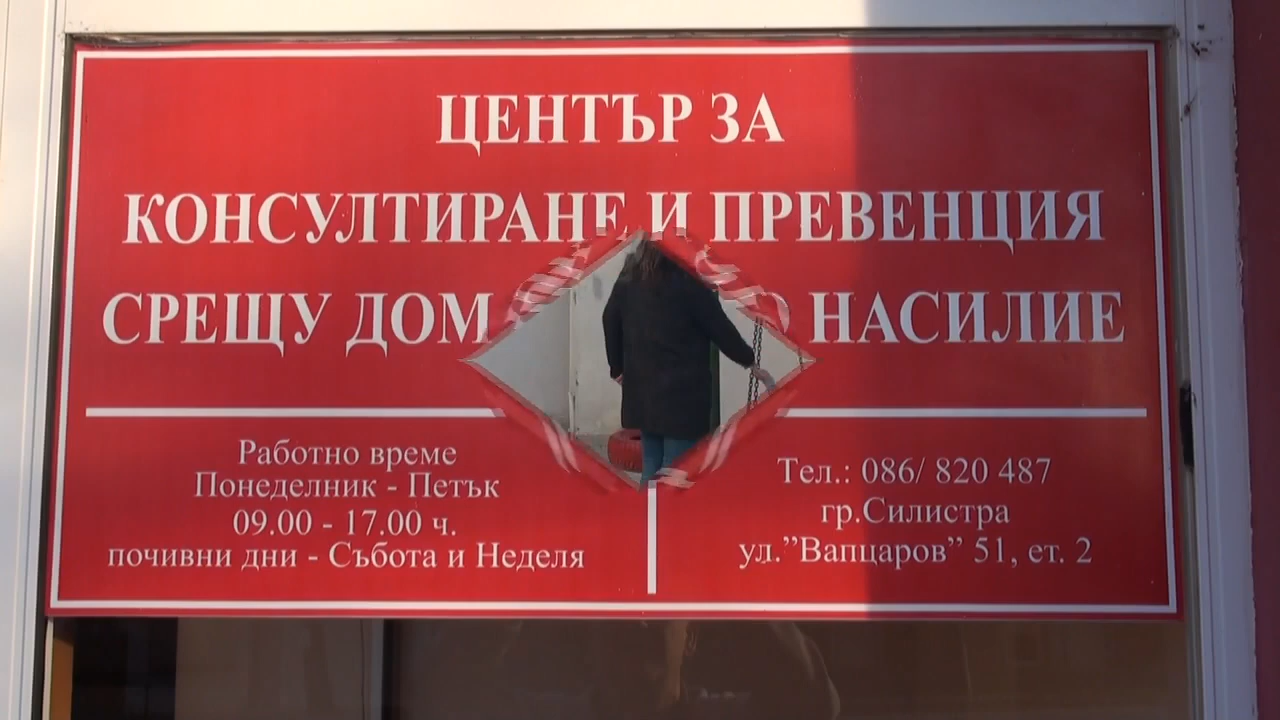 ЦЕНТЪР ЗА
КОНСУЛТИРАНЕ И ПРЕВЕНЦИЯ
СРЕЩУ НАСИЛИЕ
Работно време
Понеделник - Петък
09.00 - 17.00 ч.
почивни дни - Събота и Неделя
Тел.: 086/ 820 487
гр.Силистра
ул.”Вапцаров” 51, ет. 2